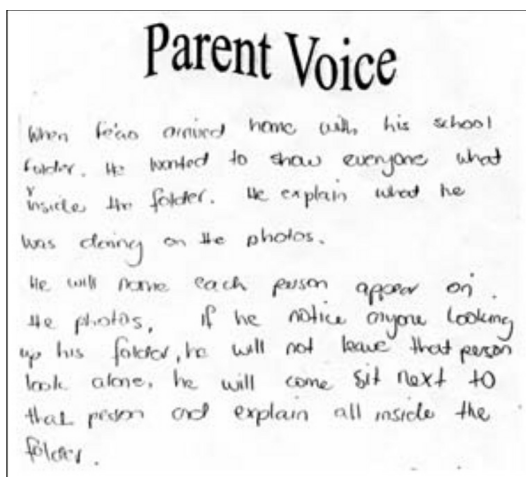 Parent Voice
When arrived home with his school
folder. He wanted to show everyone what
inside the folder. He explain what he
was doing on the photos.
He will name each person appear on
the photos, if he notice anyone looking
up his folder, he will not leave that person
look alone, he will come sit next to
that person and explain all inside the
folder.